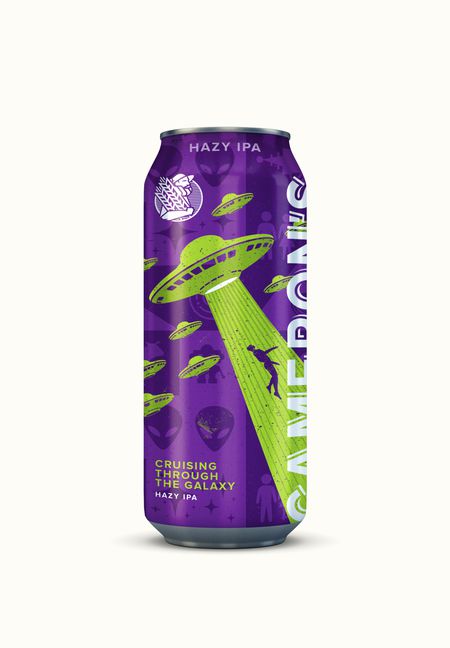 HAZY IPA
CAMERON'S
CRUISING
THROUGH
THE GALAXY
HAZY IPA